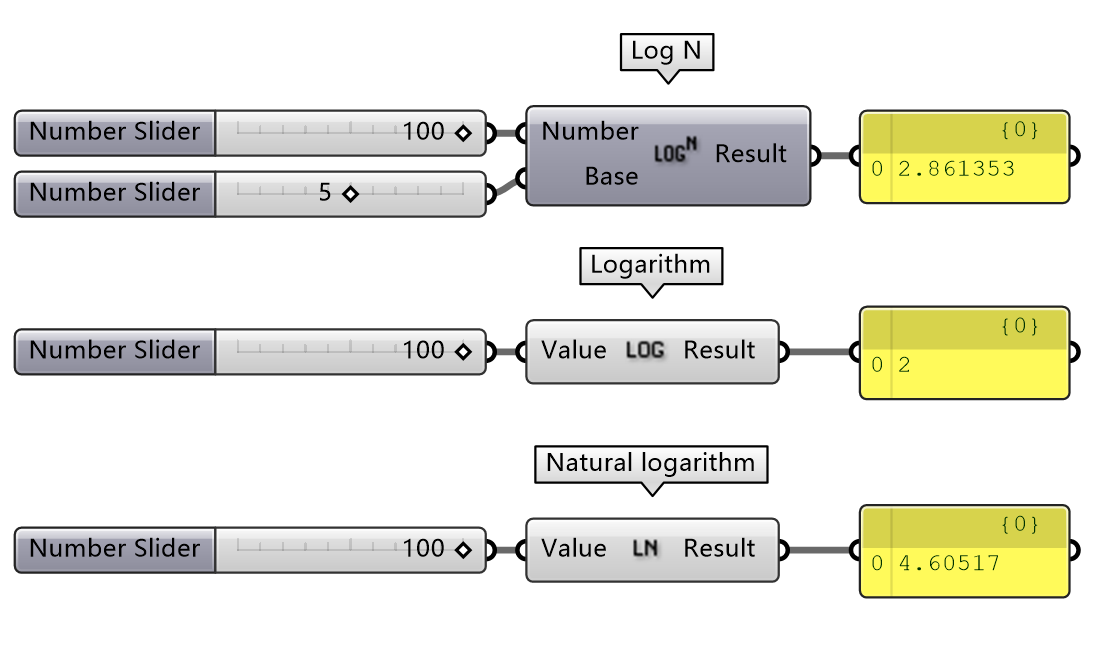 Log N
Number Slider 100
Number LOGᴺ Result
Base
{0}
0 2.861353
Number Slider 5
Logarithm
Number Slider 100
Value LOG Result
{0}
0 2
Natural logarithm
Number Slider 100
Value LN Result
{0}
0 4.60517